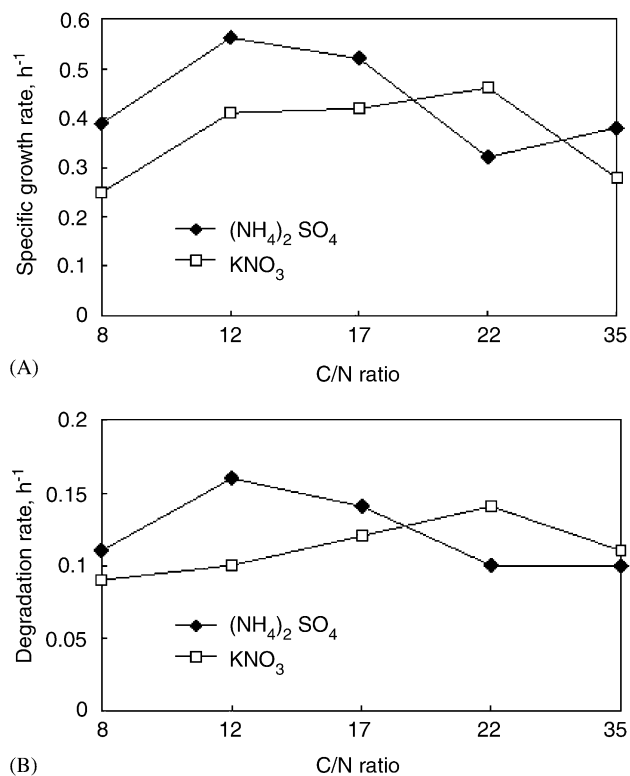 0.6
0.5
0.4
0.3
0.2
0.1
0
Specific growth rate, h⁻¹
(NH₄)₂ SO₄
KNO₃
8 12 17 22 35
C/N ratio
(A)
0.2
0.15
0.1
0.05
0
Degradation rate, h⁻¹
(NH₄)₂ SO₄
KNO₃
8 12 17 22 35
C/N ratio
(B)